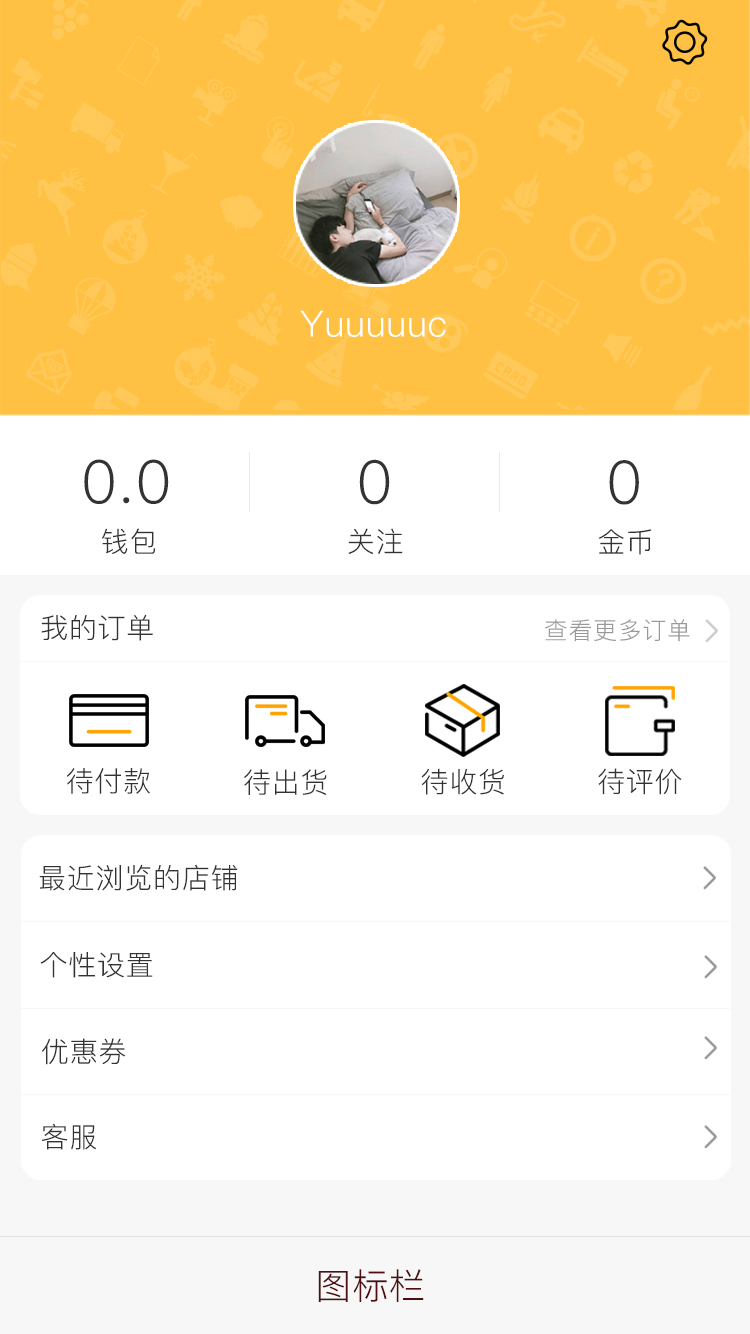 CARD
Yuuuuuc
0.0
0
0
钱包
关注
金币
我的订单
查看更多订单
待付款
待出货
待收货
待评价
最近浏览的店铺
个性设置
优惠券
客服
图标栏